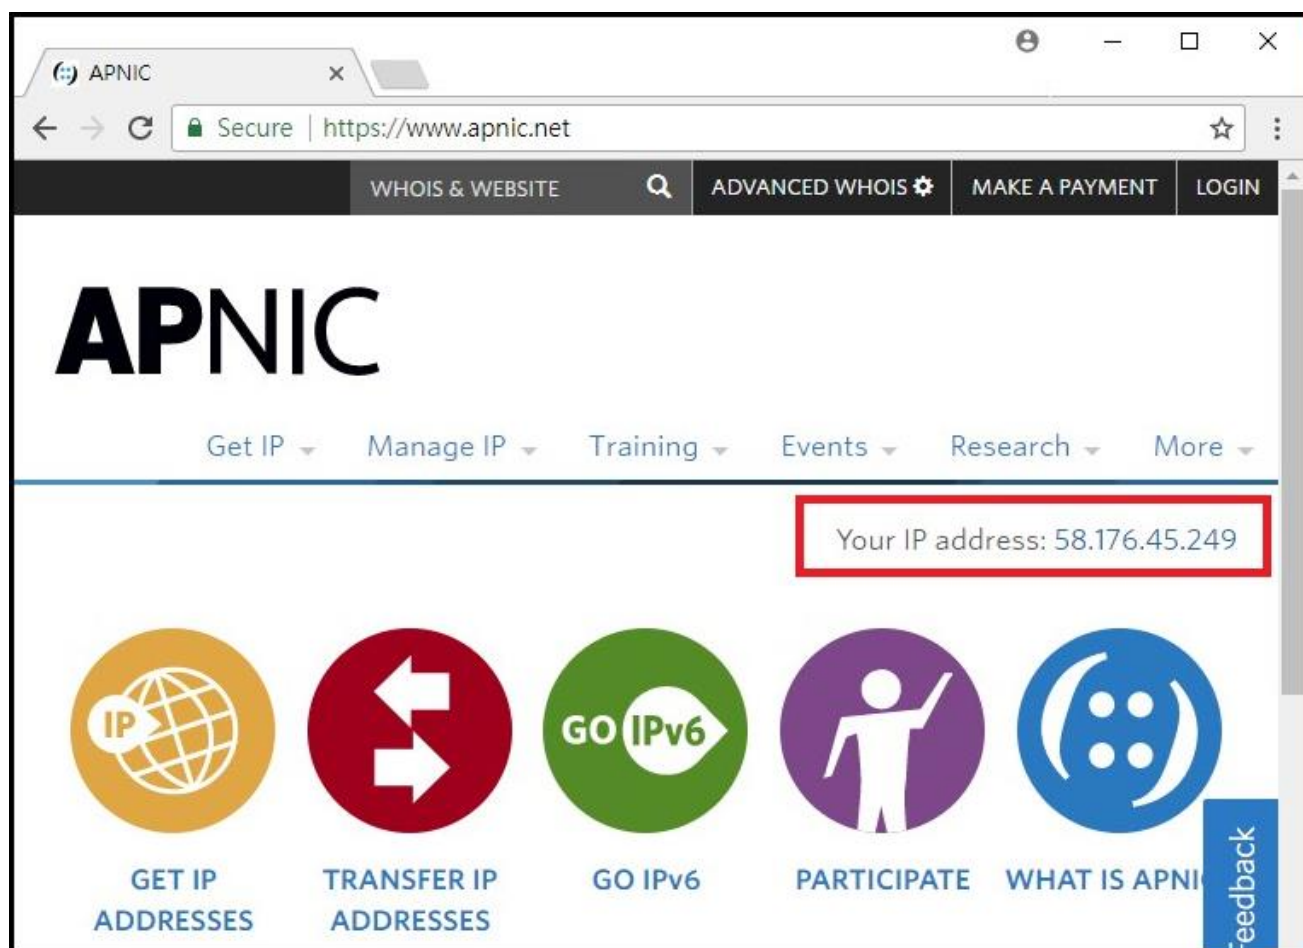 APNIC
Secure | https://www.apnic.net
WHOIS & WEBSITE ADVANCED WHOIS MAKE A PAYMENT LOGIN
APNIC
Get IP Manage IP Training Events Research More
Your IP address: 58.176.45.249
IP
GO IPv6
GET IP
ADDRESSES
TRANSFER IP
ADDRESSES
GO IPv6
PARTICIPATE
WHAT IS
Feedback